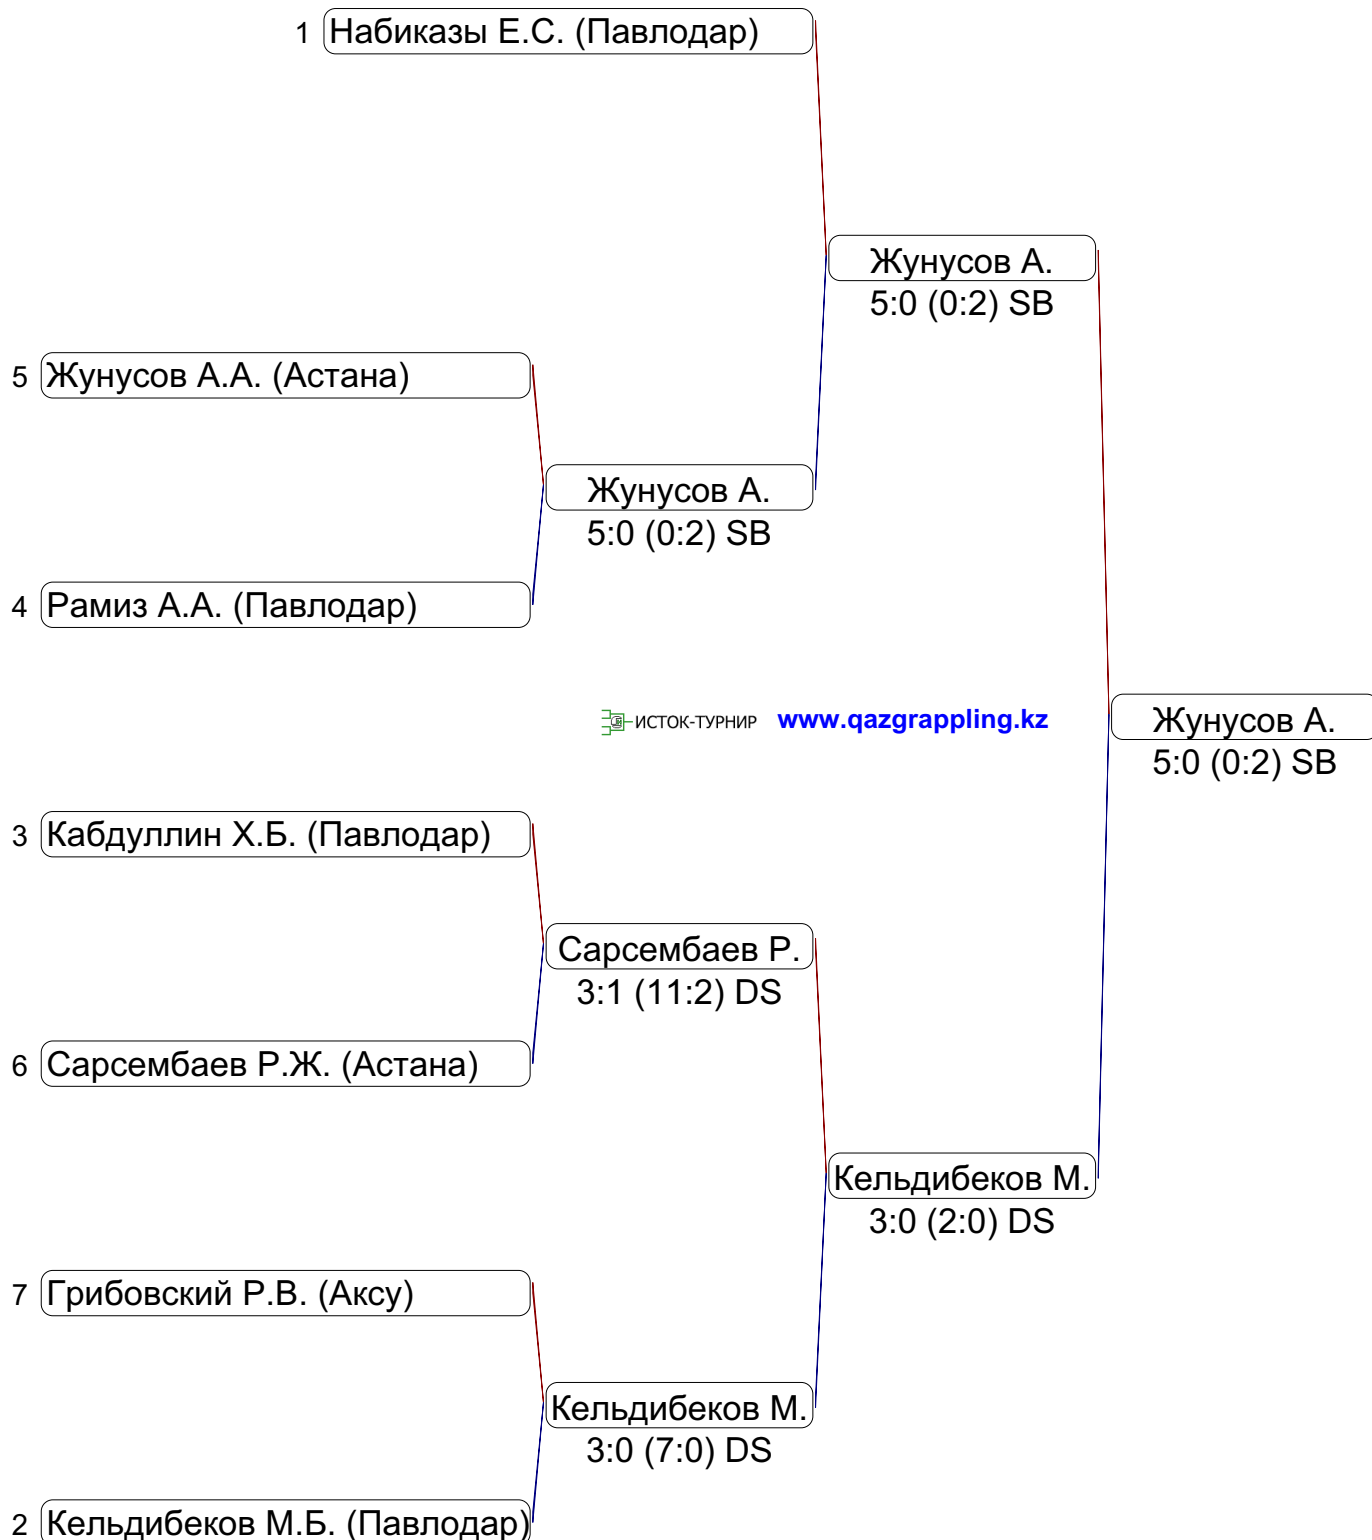 1 Набиказы Е.С. (Павлодар)
Жунусов А.
5:0 (0:2) SB
5 Жунусов А.А. (Астана)
Жунусов А.
5:0 (0:2) SB
4 Рамиз А.А. (Павлодар)
ИСТОК-ТУРНИР www.qazgrappling.kz
Жунусов А.
5:0 (0:2) SB
3 Кабдуллин Х.Б. (Павлодар)
Сарсембаев Р.
3:1 (11:2) DS
6 Сарсембаев Р.Ж. (Астана)
Кельдибеков М.
3:0 (2:0) DS
7 Грибовский Р.В. (Аксу)
Кельдибеков М.
3:0 (7:0) DS
2 Кельдибеков М.Б. (Павлодар)